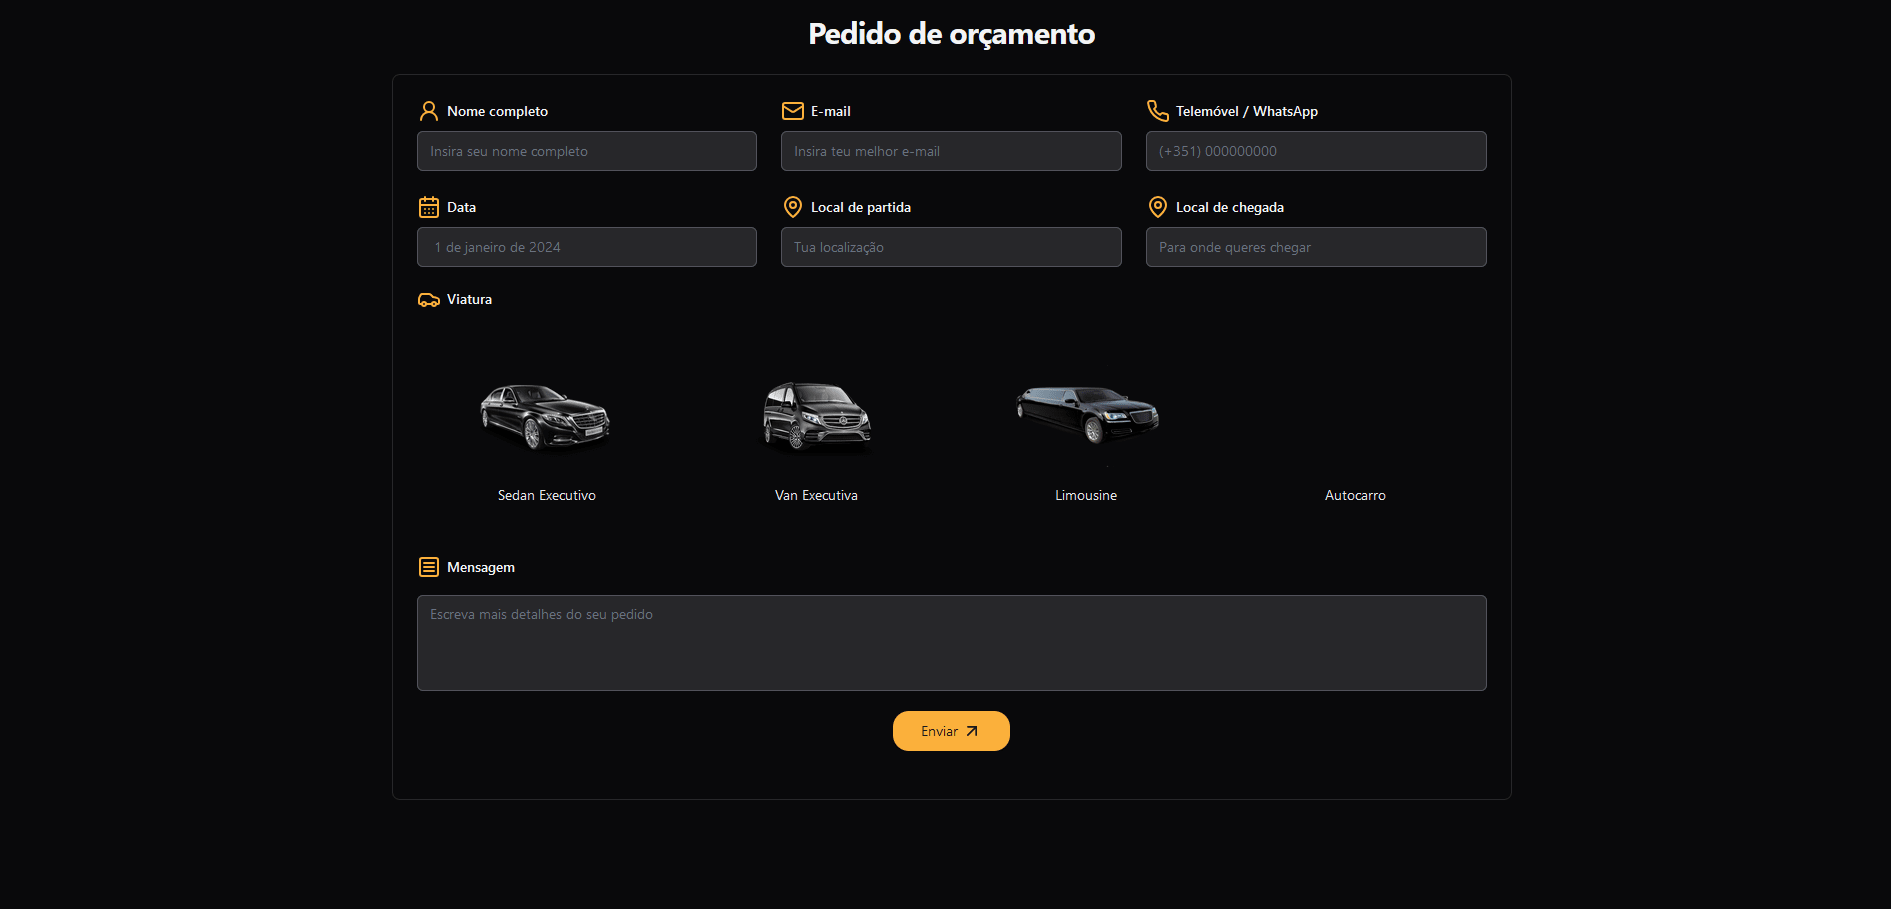 Pedido de orçamento
Nome completo
E-mail
Telemóvel / WhatsApp
Insira seu nome completo
Insira teu melhor e-mail
(+351) 000000000
Data
Local de partida
Local de chegada
1 de janeiro de 2024
Tua localização
Para onde queres chegar
Viatura
Sedan Executivo
Van Executiva
Limousine
Autocarro
Mensagem
Escreva mais detalhes do seu pedido
Enviar